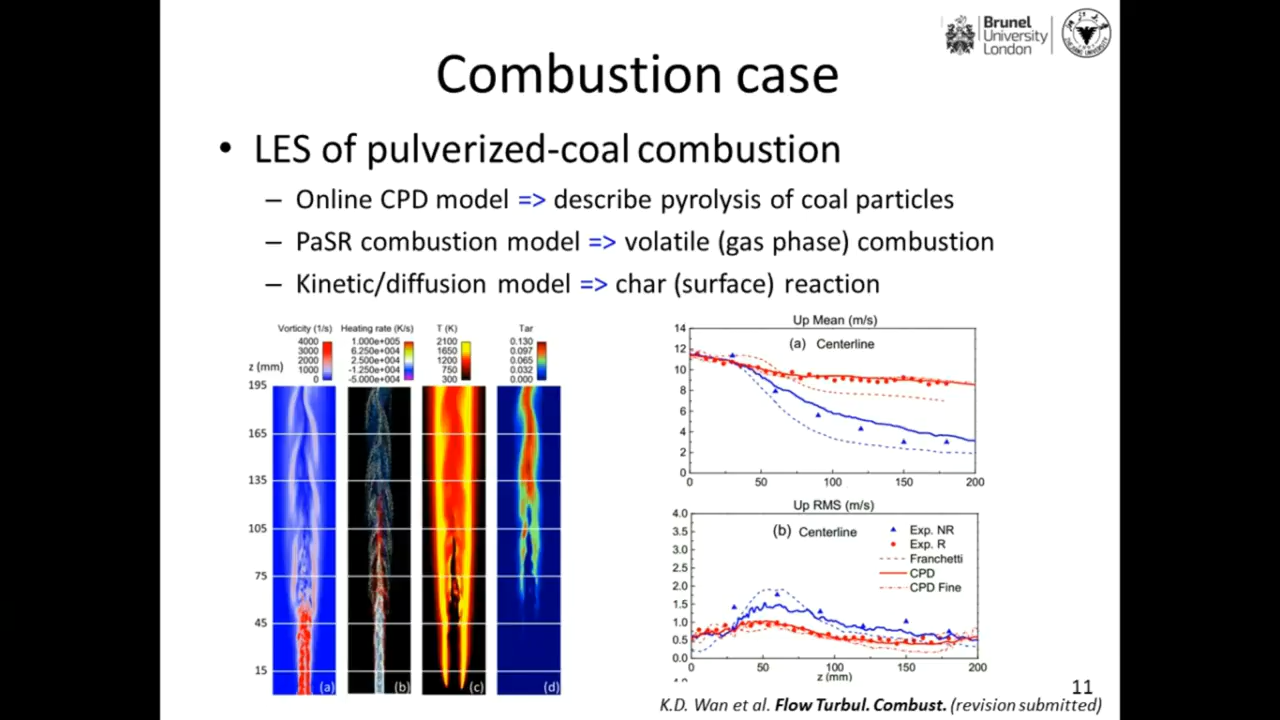 Brunel
University
London
Combustion case
• LES of pulverized-coal combustion
– Online CPD model => describe pyrolysis of coal particles
– PaSR combustion model => volatile (gas phase) combustion
– Kinetic/diffusion model => char (surface) reaction
Vorticity (1/s) Heating rate (K/s) T (K) Tar
4000 1.000e+005 2100 0.130
3000 6.250e+004 1650 0.097
2000 2.500e+004 1200 0.065
1000 -1.250e+004 750 0.032
0 -5.000e+004 300 0.000
z (mm)
195
165
135
105
75
45
15
(a) (b) (c) (d)
Up Mean (m/s)
(a) Centerline
14
12
10
8
6
4
2
0
0 50 100 150 200
Up RMS (m/s)
(b) Centerline
4.0
3.5
3.0
2.5
2.0
1.5
1.0
0.5
0.0
Exp. NR
Exp. R
Franchetti
CPD
CPD Fine
0 50 100 150 200
z (mm)
11
K.D. Wan et al. Flow Turbul. Combust. (revision submitted)